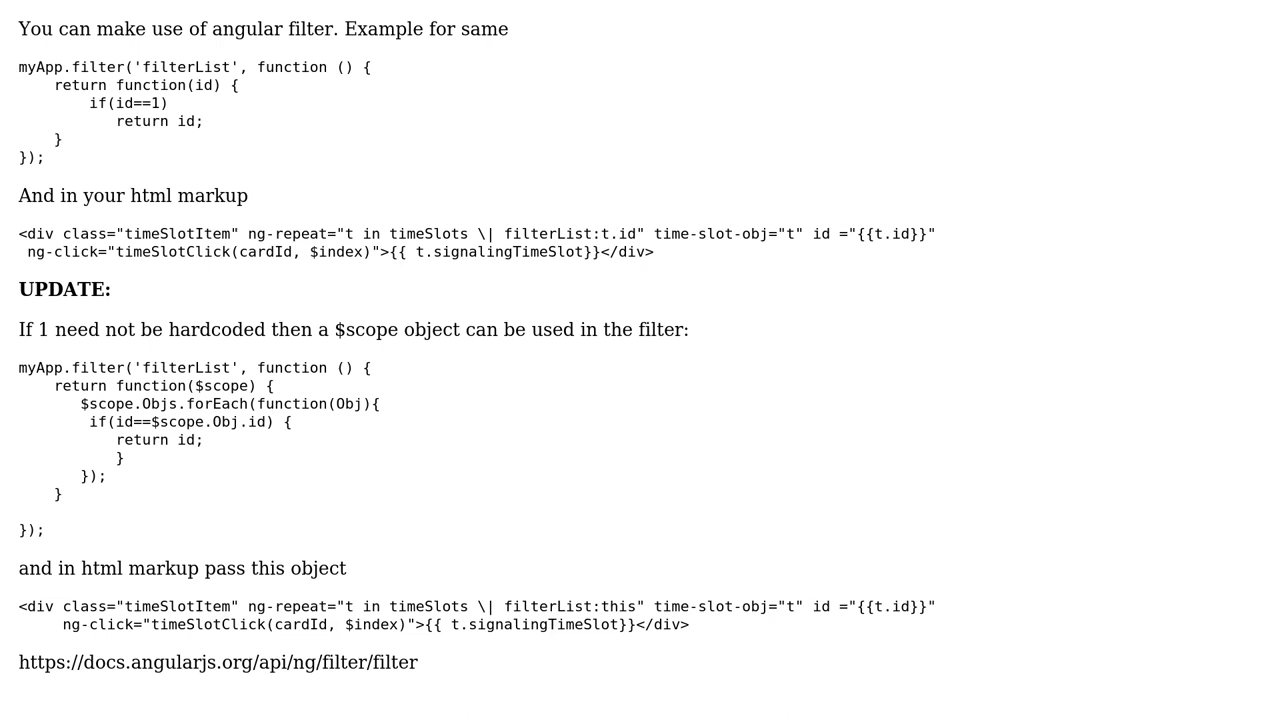 You can make use of angular filter. Example for same
myApp.filter('filterList', function () {
    return function(id) {
        if(id==1)
           return id;
    }
});
And in your html markup
<div class="timeSlotItem" ng-repeat="t in timeSlots \| filterList:t.id" time-slot-obj="t" id ="{{t.id}}"
 ng-click="timeSlotClick(cardId, $index)">{{ t.signalingTimeSlot}}</div>
UPDATE:
If 1 need not be hardcoded then a $scope object can be used in the filter:
myApp.filter('filterList', function () {
    return function($scope) {
       $scope.Objs.forEach(function(Obj){
        if(id==$scope.Obj.id) {
           return id;
           }
       });
    }

});
and in html markup pass this object
<div class="timeSlotItem" ng-repeat="t in timeSlots \| filterList:this" time-slot-obj="t" id ="{{t.id}}"
     ng-click="timeSlotClick(cardId, $index)">{{ t.signalingTimeSlot}}</div>
https://docs.angularjs.org/api/ng/filter/filter